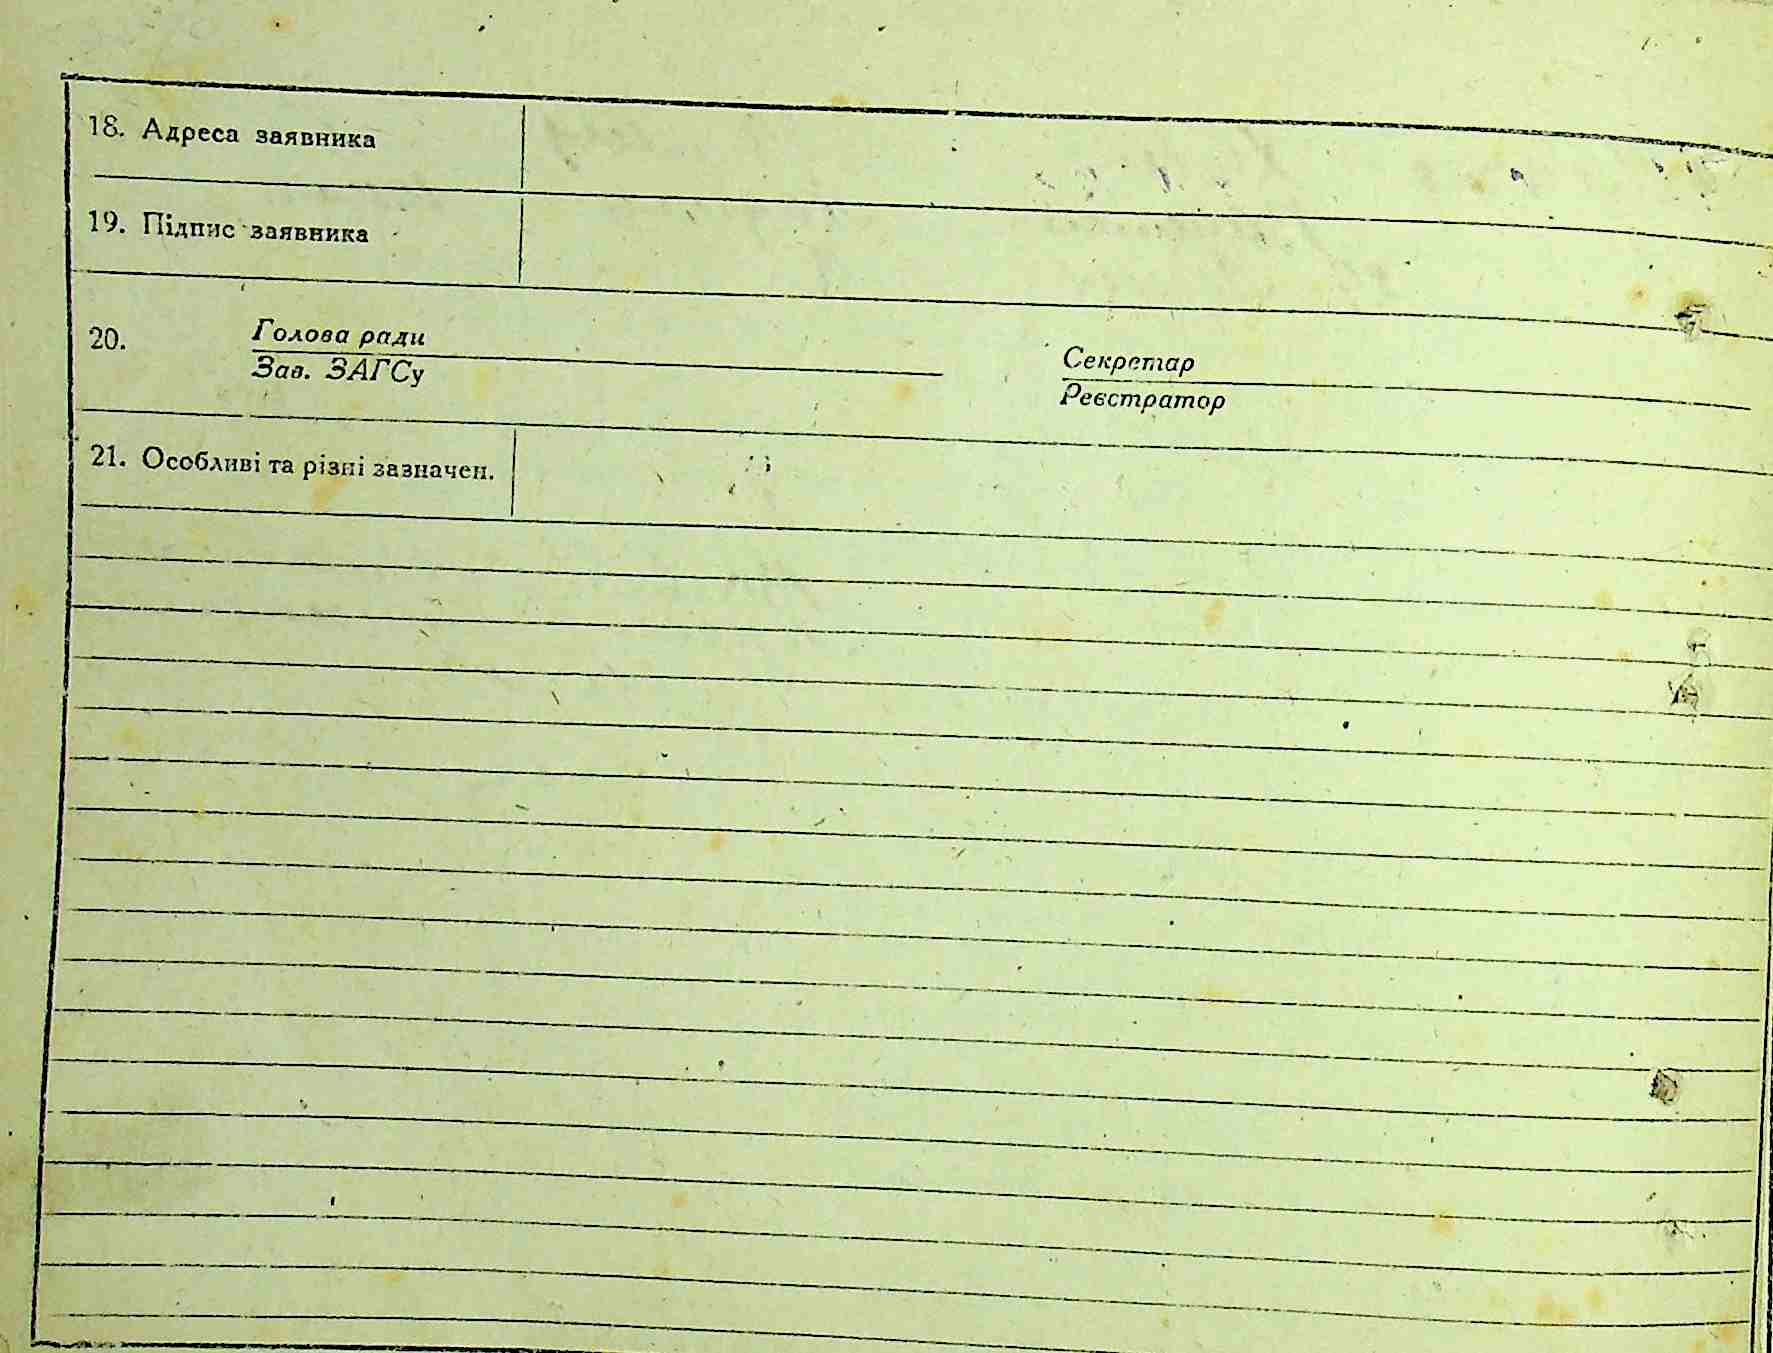 18. Адреса заявника
19. Підпис заявника
20. Голова ради
Зав. ЗАГСу
Секретар
Реєстратор
21. Особливі та різні зазначен.